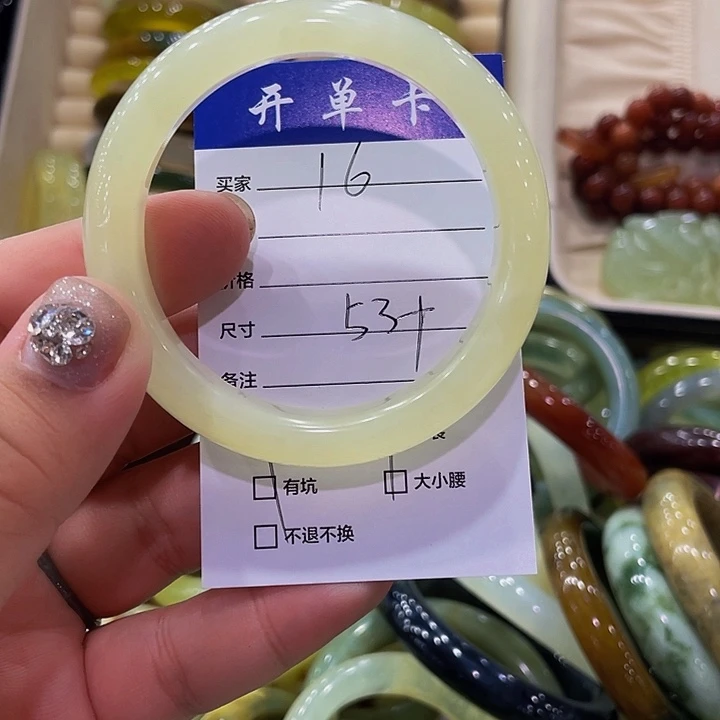 开单卡
买家 16
价格
尺寸 53+
备注
有坑 大小腰
不退不换